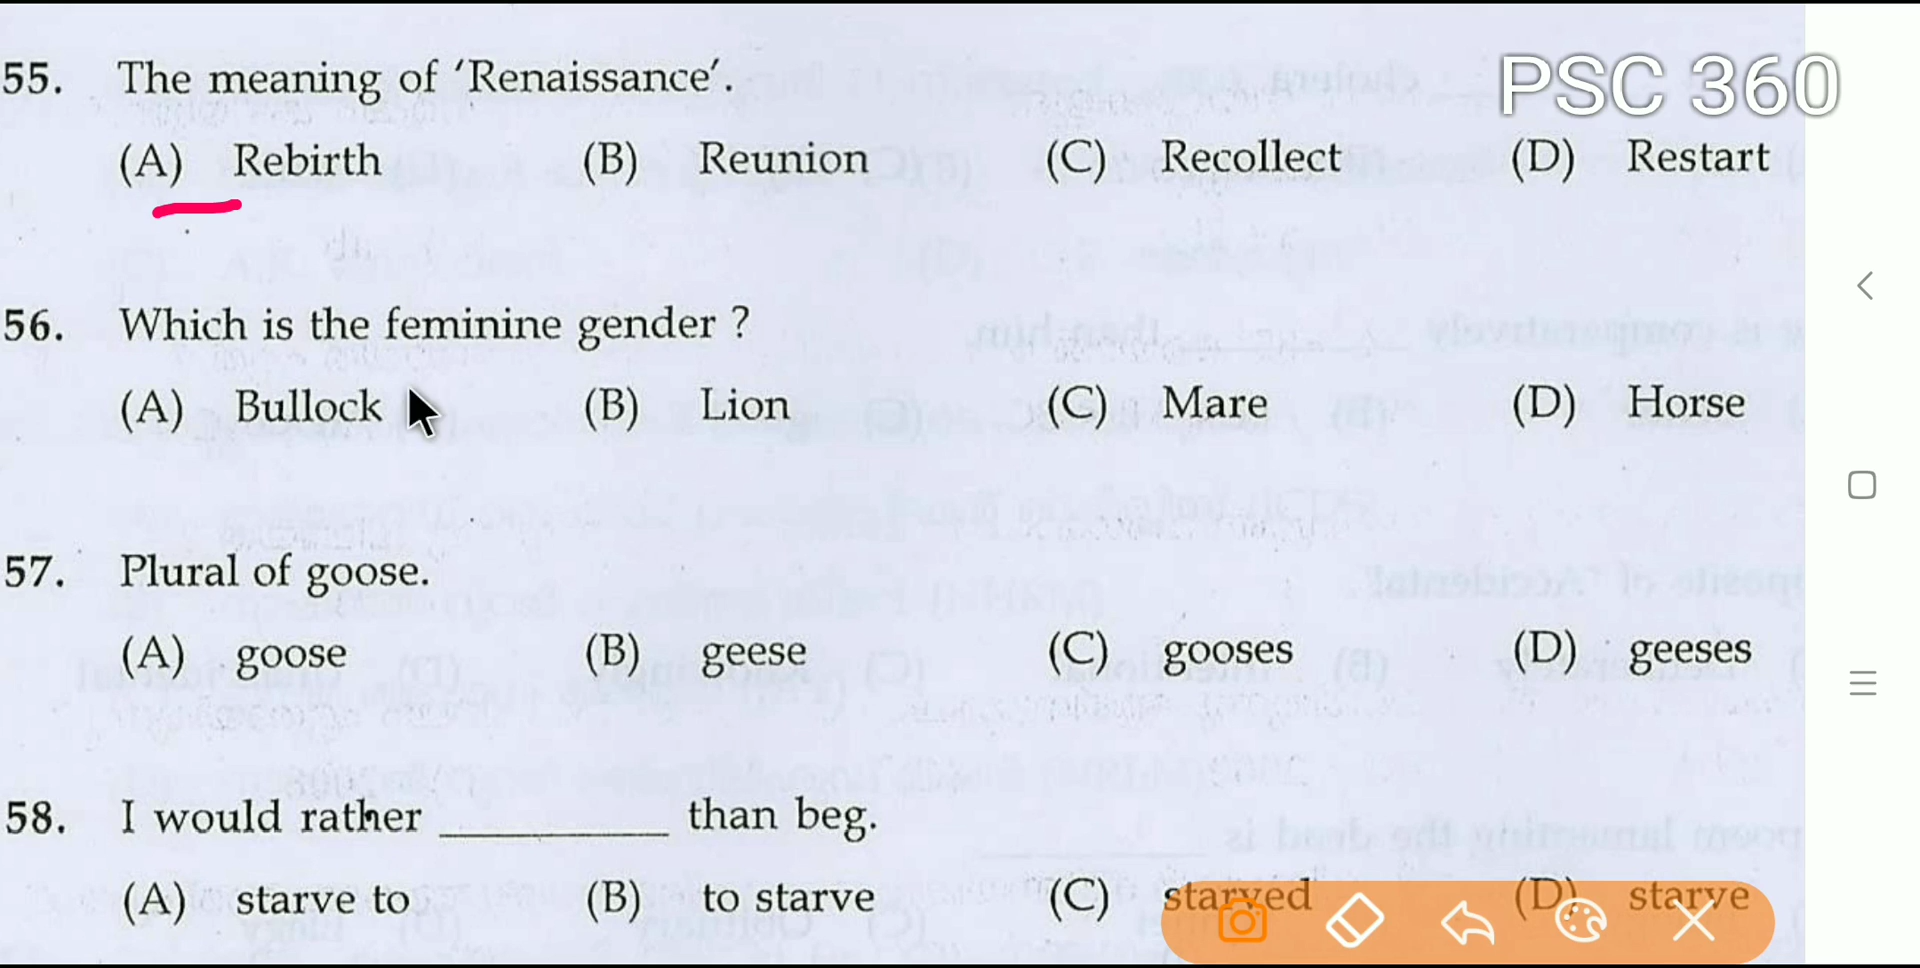 PSC 360
55. The meaning of 'Renaissance'.
(A) Rebirth (B) Reunion (C) Recollect (D) Restart
56. Which is the feminine gender ?
(A) Bullock (B) Lion (C) Mare (D) Horse
57. Plural of goose.
(A) goose (B) geese (C) gooses (D) geeses
58. I would rather ________ than beg.
(A) starve to (B) to starve (C) starved (D) starve